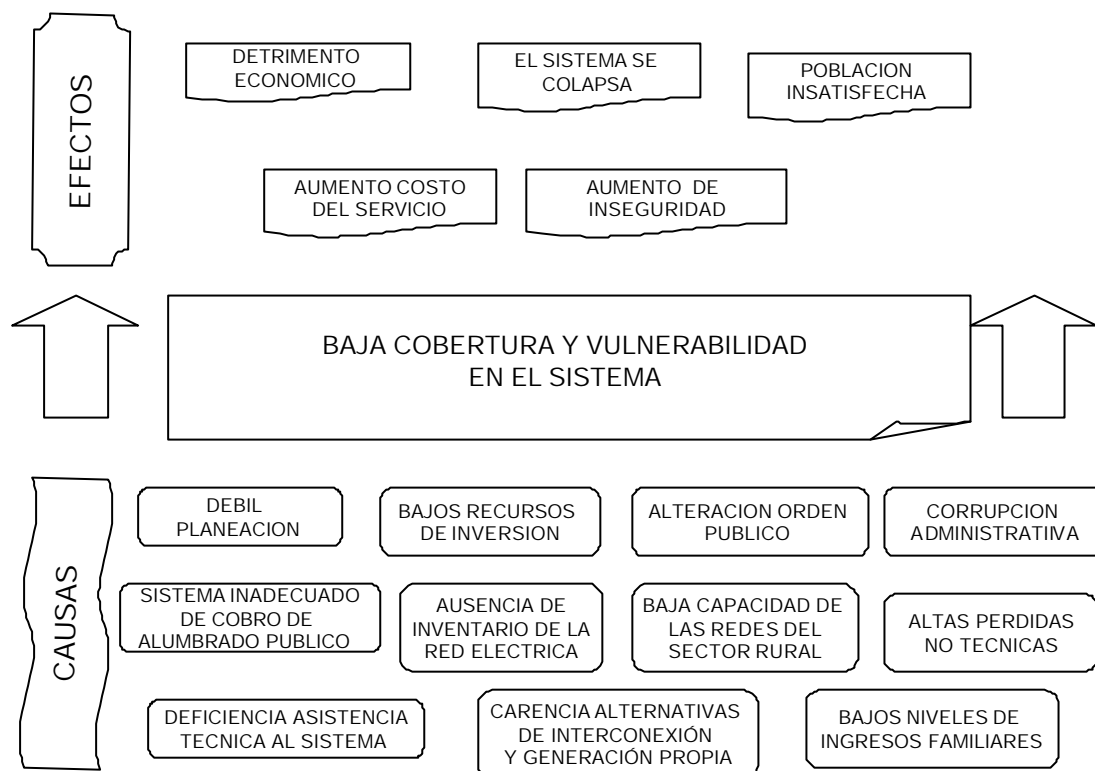 EFECTOS
DETRIMENTO
ECONOMICO
EL SISTEMA SE
COLAPSA
POBLACION
INSATISFECHA
AUMENTO COSTO
DEL SERVICIO
AUMENTO DE
INSEGURIDAD
BAJA COBERTURA Y VULNERABILIDAD
EN EL SISTEMA
CAUSAS
DEBIL
PLANEACION
BAJOS RECURSOS
DE INVERSION
ALTERACION ORDEN
PUBLICO
CORRUPCION
ADMINISTRATIVA
SISTEMA INADECUADO
DE COBRO DE
ALUMBRADO PUBLICO
AUSENCIA DE
INVENTARIO DE LA
RED ELECTRICA
BAJA CAPACIDAD DE
LAS REDES DEL
SECTOR RURAL
ALTAS PERDIDAS
NO TECNICAS
DEFICIENCIA ASISTENCIA
TECNICA AL SISTEMA
CARENCIA ALTERNATIVAS
DE INTERCONEXIÓN
Y GENERACIÓN PROPIA
BAJOS NIVELES DE
INGRESOS FAMILIARES